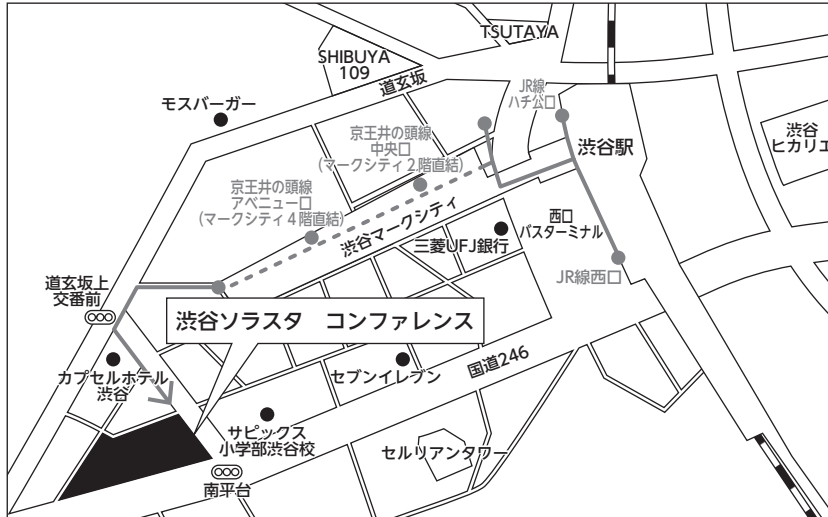 TSUTAYA
SHIBUYA
109
道玄坂
JR線
ハチ公口
モスバーガー
京王井の頭線
中央口
(マークシティ2階直結)
渋谷駅
渋谷
ヒカリエ
京王井の頭線
アベニュー口
(マークシティ4階直結)
渋谷マークシティ
三菱UFJ銀行
西口
バスターミナル
JR線西口
道玄坂上
交番前
渋谷ソラスタ コンファレンス
カプセルホテル
渋谷
セブンイレブン
国道246
サピックス
小学部渋谷校
セルリアンタワー
南平台